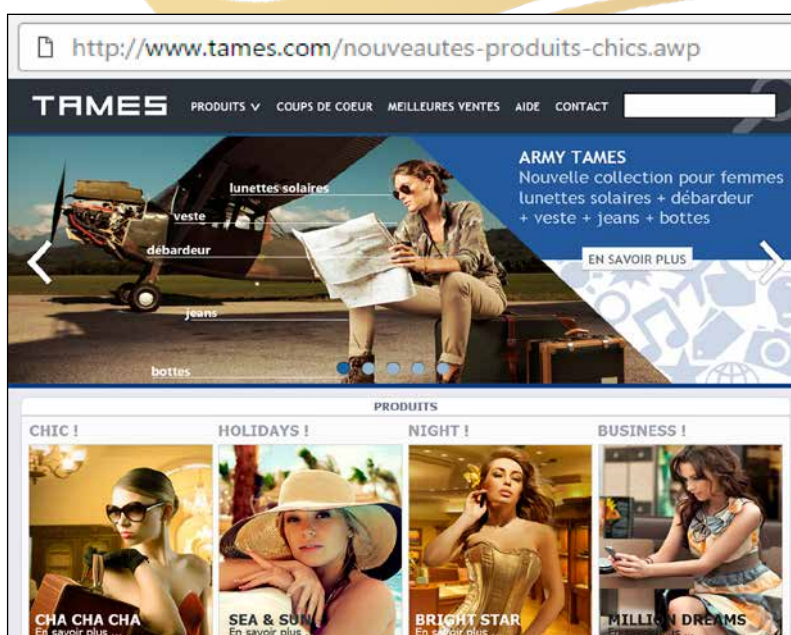 http://www.tames.com/nouveautes-produits-chics.awp
TAMES PRODUITS V COUPS DE COEUR MEILLEURES VENTES AIDE CONTACT
ARMY TAMES
Nouvelle collection pour femmes
lunettes solaires + débardeur
+ veste + jeans + bottes
EN SAVOIR PLUS
lunettes solaires
veste
débardeur
jeans
bottes
PRODUITS
CHIC ! HOLIDAYS ! NIGHT ! BUSINESS !
CHA CHA CHA SEA & SUN BRIGHT STAR MILLION DREAMS
En savoir plus ... En savoir plus ... En savoir plus ... En savoir plus ...